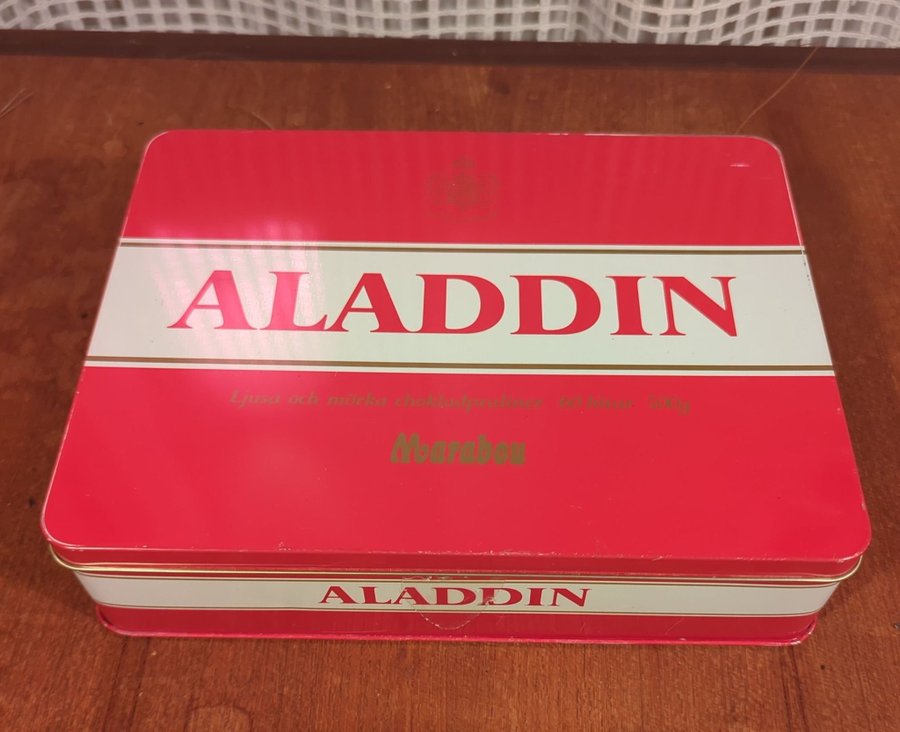 ALADDIN
Ljusa och mörka chokladpraliner
Marabou
ALADDIN